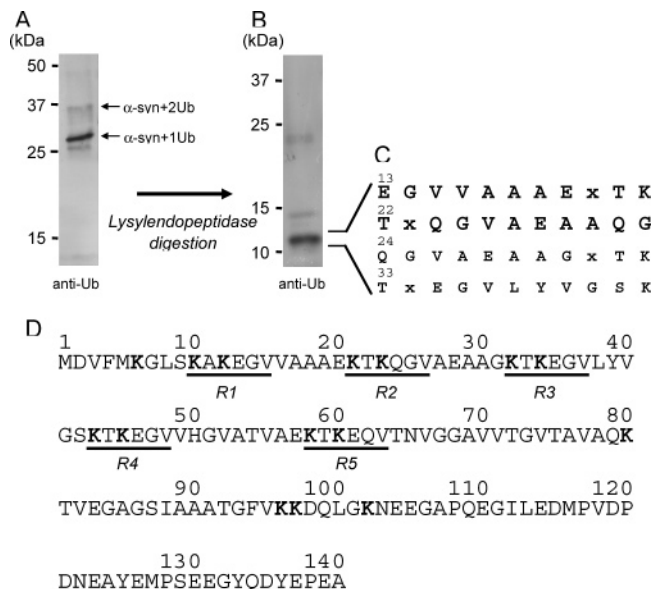 A
(kDa
50
37
25
15
α-syn+2Ub
α-syn+1Ub
anti-Ub
Lysylendopeptidase
digestion
B
(kDa
37
25
15
10
anti-Ub
C
13
E G V V A A A E x T K
22
T x Q G V A E A A Q G
24
Q G V A E A A G x T K
33
T x E G V L Y V G S K
D
1 10 20 30 40
MDVFMKGLSKAKEGVVAAAEKTKQGVAEAAGKTKEGVLYV
R1 R2 R3
50 60 70 80
GSKTKEGVVHGVATVAEKTKEQVTNVGGAVVTGVTAVAQK
R4 R5
90 100 110 120
TVEGAGSIAAATGFVKKDQLGKNEEGAPQEGILEDMPVDP
130 140
DNEAYEMPSEEGYQDYEPEA